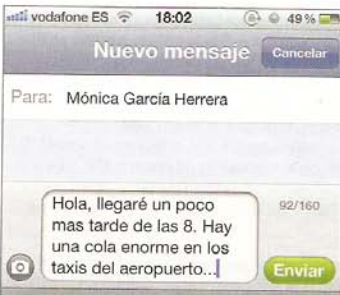 vodafone ES 18:02 49%
Nuevo mensaje Cancelar
Para: Mónica García Herrera
Hola, llegaré un poco 92/160
mas tarde de las 8. Hay
una cola enorme en los
taxis del aeropuerto...
Enviar